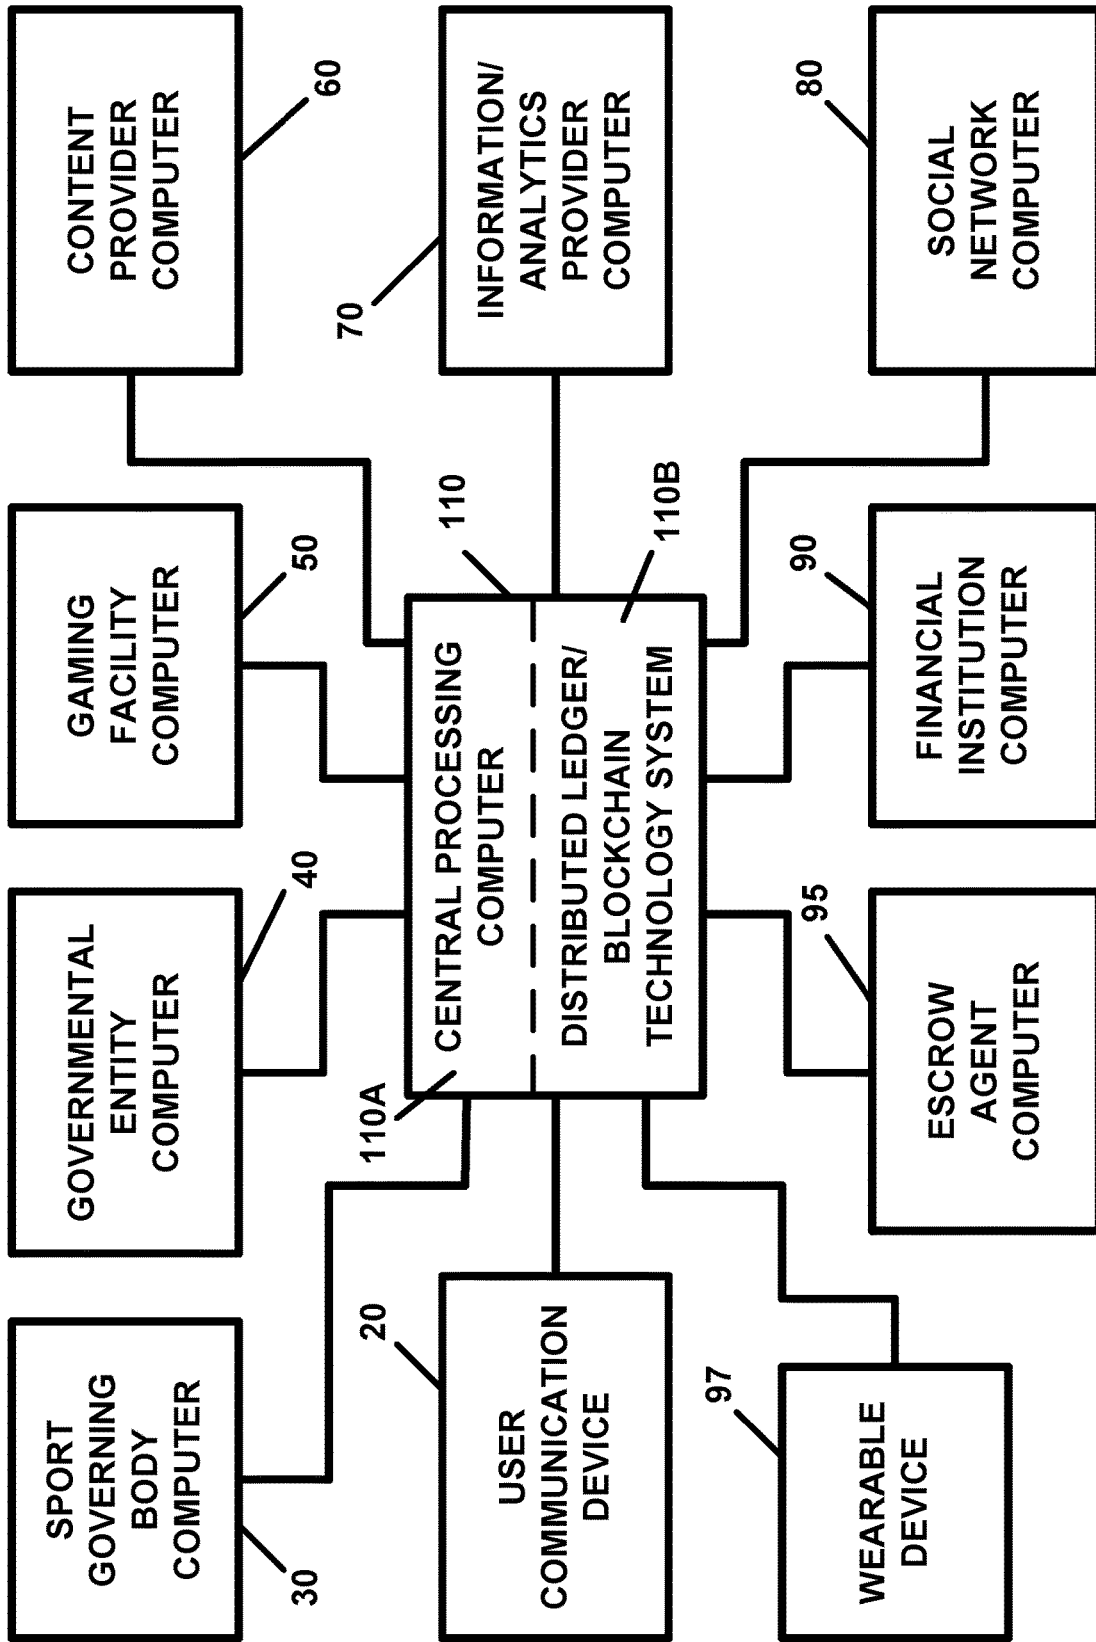 SPORT
GOVERNING
BODY
COMPUTER
30
GOVERNMENTAL
ENTITY
COMPUTER
40
GAMING
FACILITY
COMPUTER
50
CONTENT
PROVIDER
COMPUTER
60
USER
COMMUNICATION
DEVICE
20
110A
CENTRAL PROCESSING
COMPUTER
110
DISTRIBUTED LEDGER/
BLOCKCHAIN
TECHNOLOGY SYSTEM
110B
70
INFORMATION/
ANALYTICS
PROVIDER
COMPUTER
97
WEARABLE
DEVICE
95
ESCROW
AGENT
COMPUTER
90
FINANCIAL
INSTITUTION
COMPUTER
80
SOCIAL
NETWORK
COMPUTER